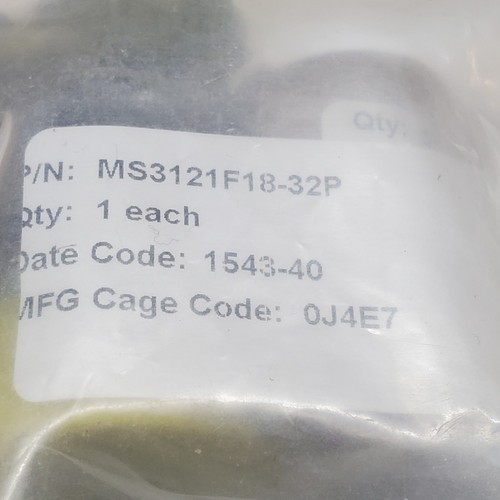 Qty:
P/N: MS3121F18-32P
Qty: 1 each
Date Code: 1543-40
MFG Cage Code: 0J4E7